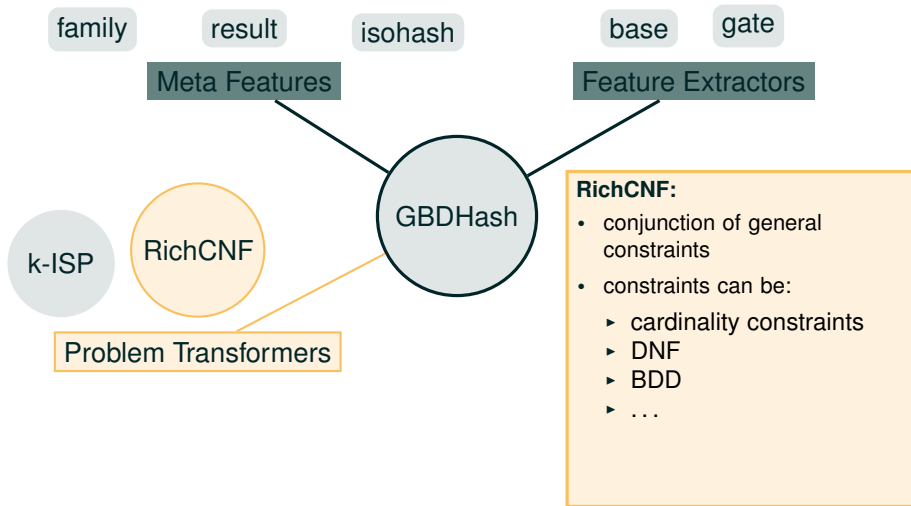 family
result
isohash
base
gate
Meta Features
Feature Extractors
GBDHash
k-ISP
RichCNF
Problem Transformers
RichCNF:
• conjunction of general
constraints
• constraints can be:
► cardinality constraints
► DNF
► BDD
► . . .